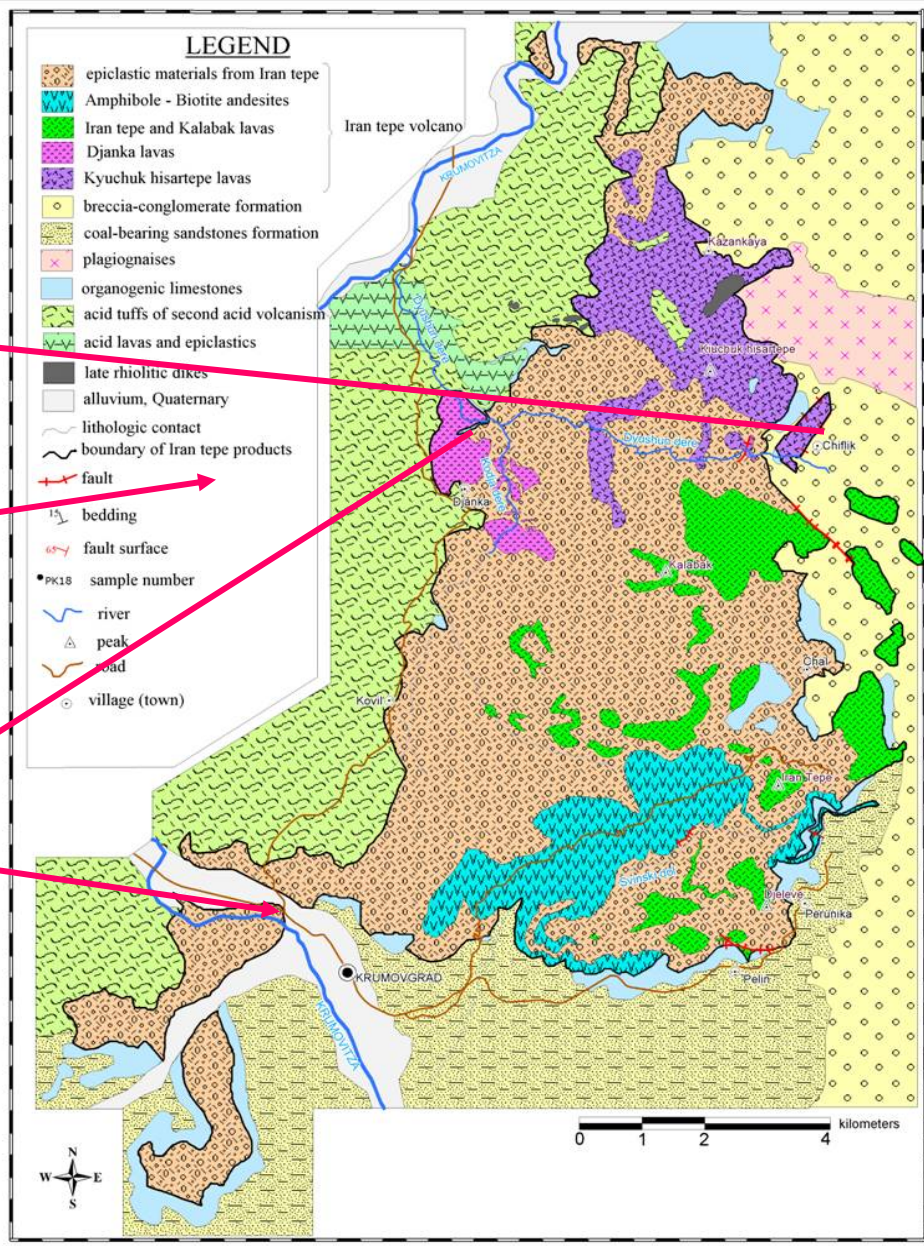 LEGEND
epiclastic materials from Iran tepe
Amphibole - Biotite andesites
Iran tepe and Kalabak lavas
Djanka lavas
Kyuchuk hisartepe lavas
Iran tepe volcano
breccia-conglomerate formation
coal-bearing sandstones formation
plagiognaises
organogenic limestones
acid tuffs of second acid volcanism
acid lavas and epiclastics
late rhiolitic dikes
alluvium, Quaternary
lithologic contact
boundary of Iran tepe products
fault
15
bedding
65
fault surface
PK18
sample number
river
peak
road
village (town)
KRUMOVITZA
Kazankaya
Dyushun dere
Kiuchuk hisartepe
Dyushun dere
Chiflik
Djanka
Kalabak
Chal
Kovil
Iran Tepe
Svinski dol
Djeleve
Perunika
Pelin
KRUMOVGRAD
KRUMOVITZA
kilometers
0 1 2 4
N
W E
S